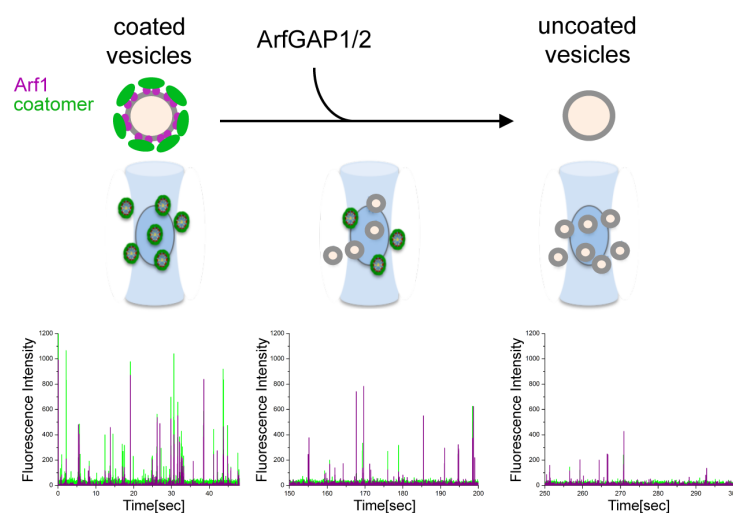 coated
vesicles
ArfGAP1/2
uncoated
vesicles
Arf1
coatomer
1200
1000
800
600
400
200
0
Fluorescence Intensity
0 10 20 30 40
Time[sec]
1200
1000
800
600
400
200
0
Fluorescence Intensity
150 160 170 180 190 200
Time[sec]
1200
1000
800
600
400
200
0
Fluorescence Intensity
250 260 270 280 290 300
Time[sec]